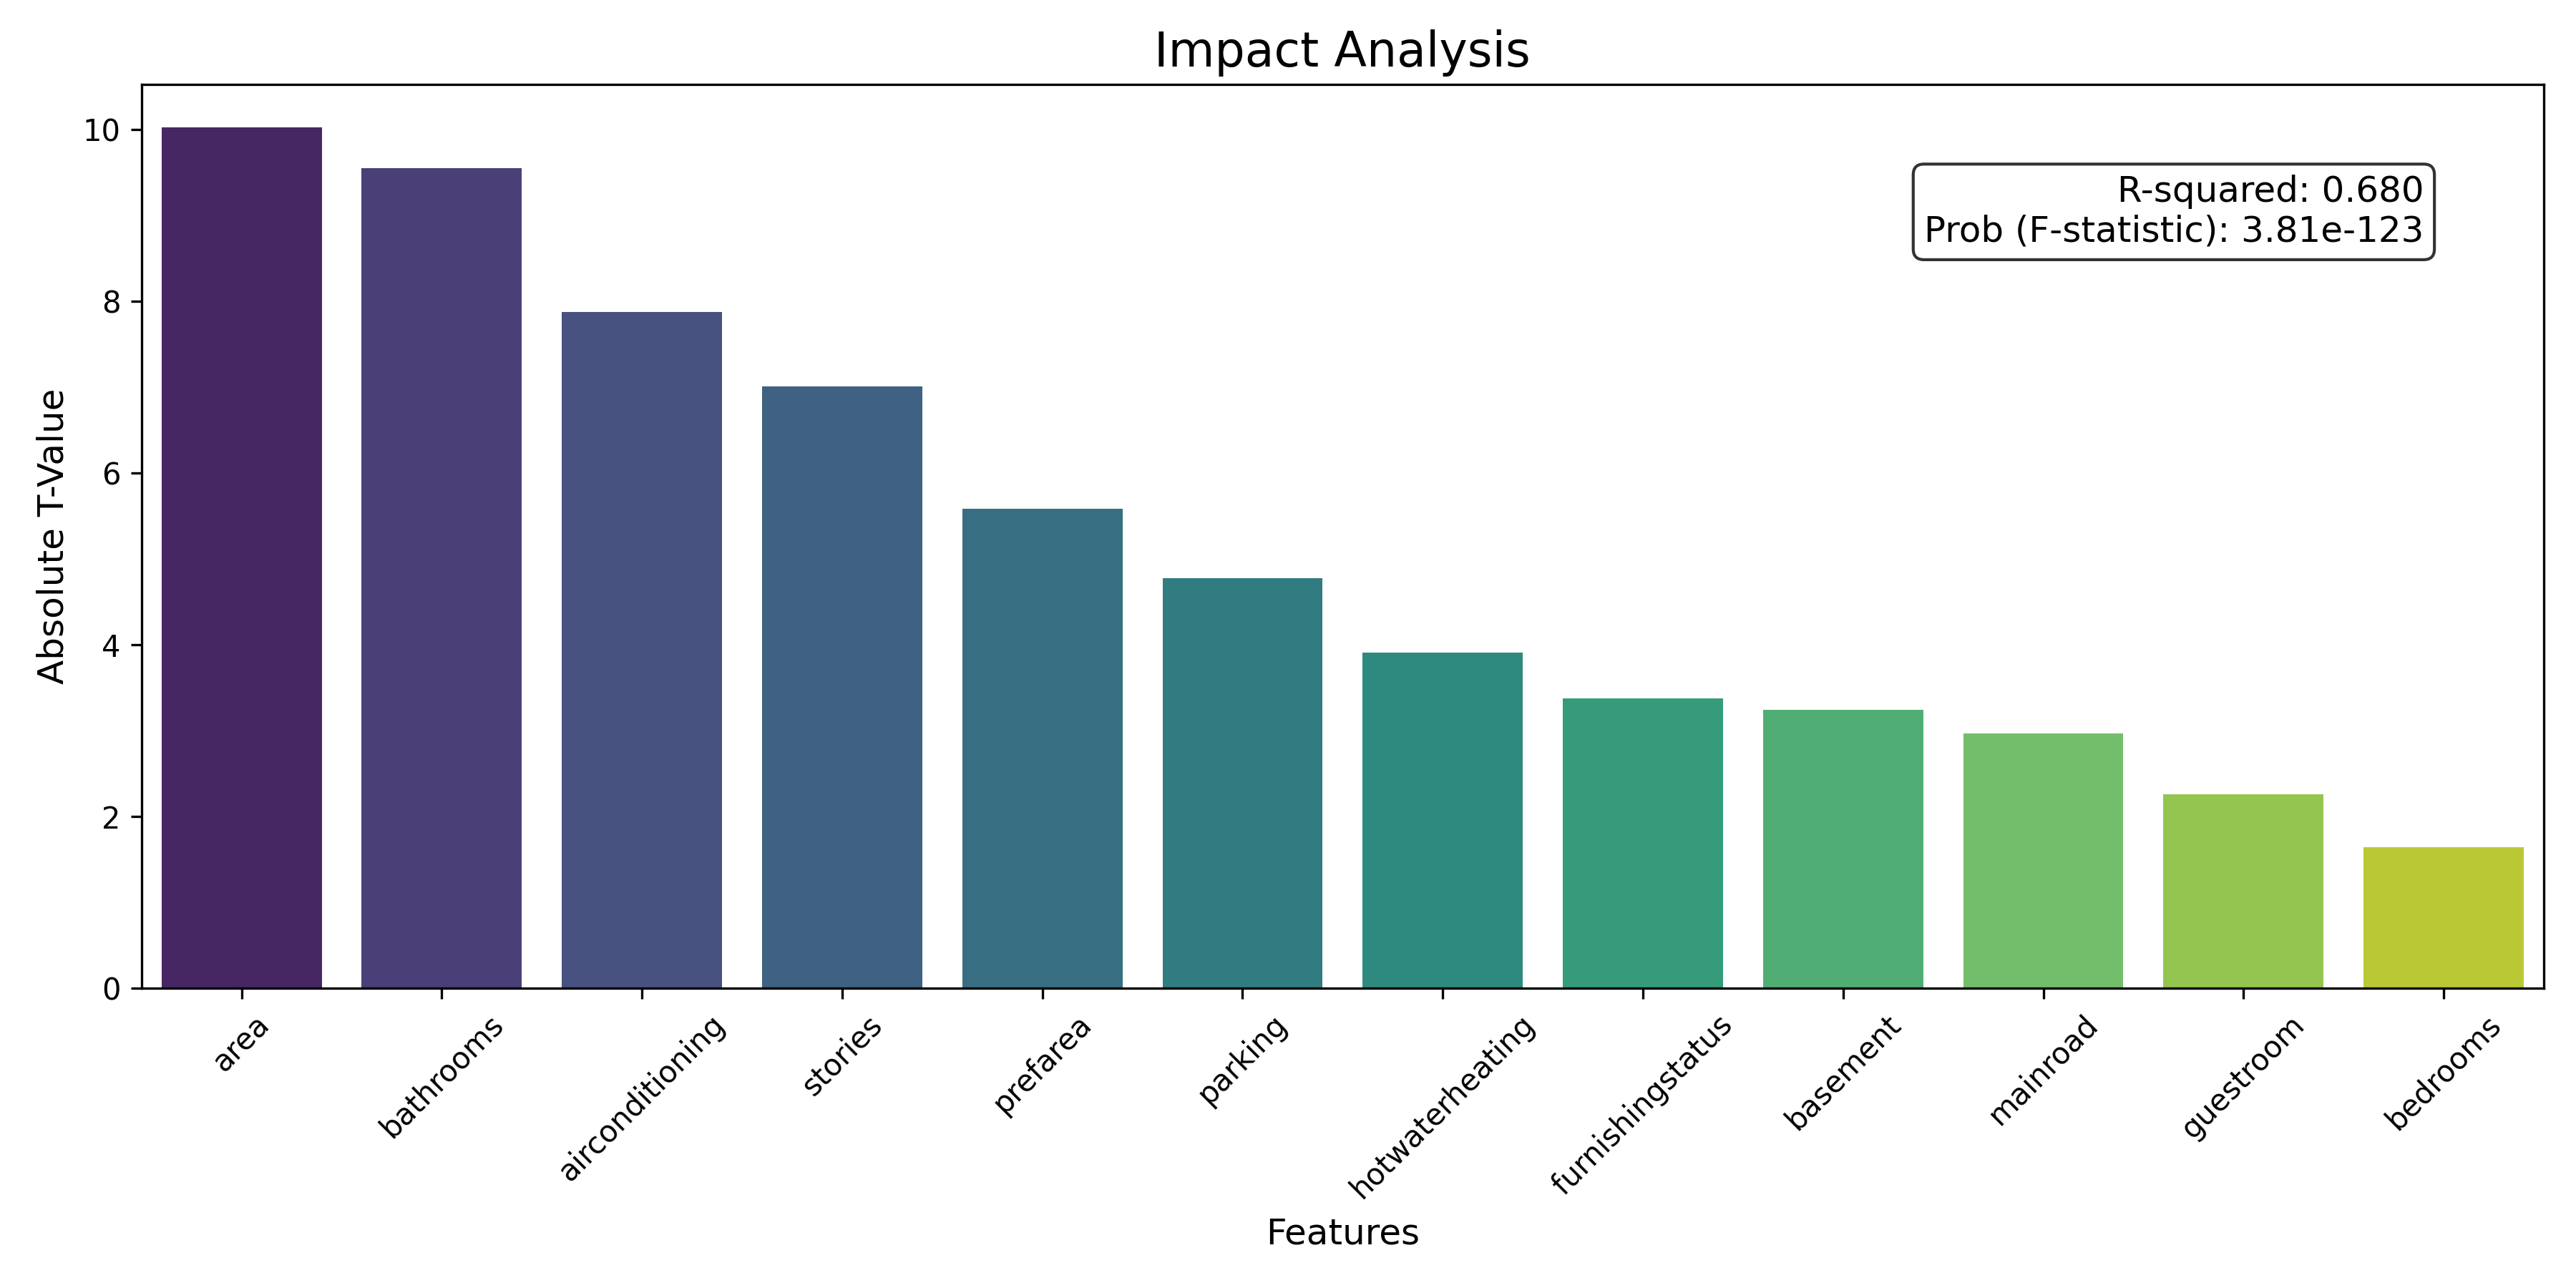 Impact Analysis
R-squared: 0.680
Prob (F-statistic): 3.81e-123
Absolute T-Value
10
8
6
4
2
0
area
bathrooms
airconditioning
stories
prefarea
parking
hotwaterheating
furnishingstatus
basement
mainroad
guestroom
bedrooms
Features